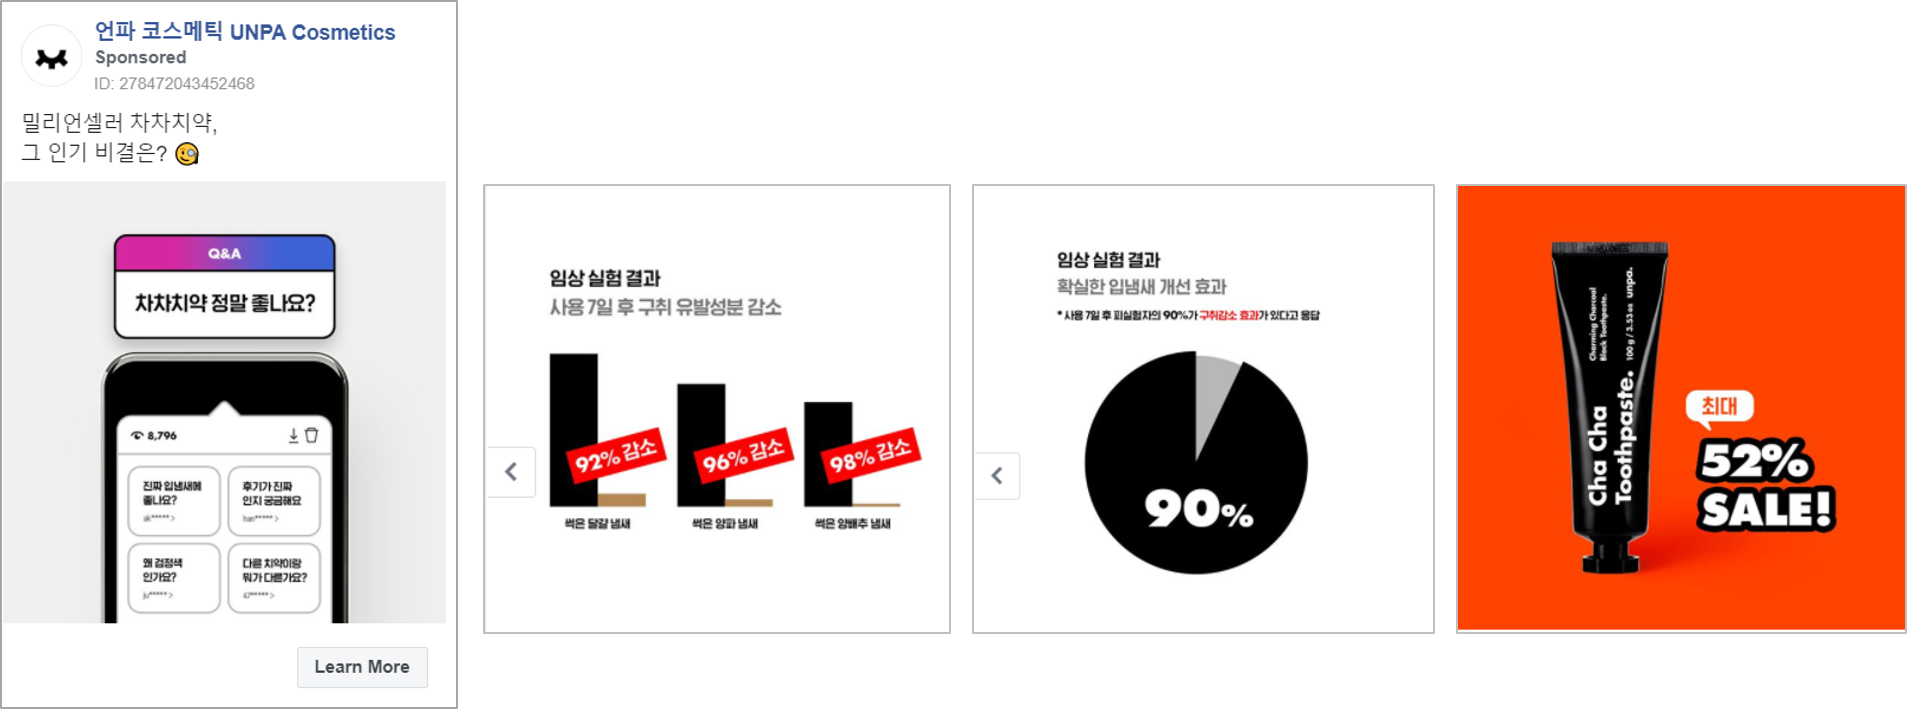 언파 코스메틱 UNPA Cosmetics
Sponsored
ID: 278472043452468
밀리언셀러 차차치약,
그 인기 비결은?
Q&A
차차치약 정말 좋나요?
8,796
진짜 입냄새에
좋나요?
ak***** >
후기가 진짜
인지 궁금해요
han***** >
왜 검정색
인가요?
ju***** >
다른 치약이랑
뭐가 다른가요?
47***** >
Learn More
임상 실험 결과
사용 7일 후 구취 유발성분 감소
92% 감소
96% 감소
98% 감소
썩은 달걀 냄새
썩은 양파 냄새
썩은 양배추 냄새
임상 실험 결과
확실한 입냄새 개선 효과
* 사용 7일 후 피실험자의 90%가 구취감소 효과가 있다고 응답
90%
Cha Cha
Toothpaste.
Charming Charcoal
Black Toothpaste.
100 g / 3.53 oz unpa.
최대
52%
SALE!